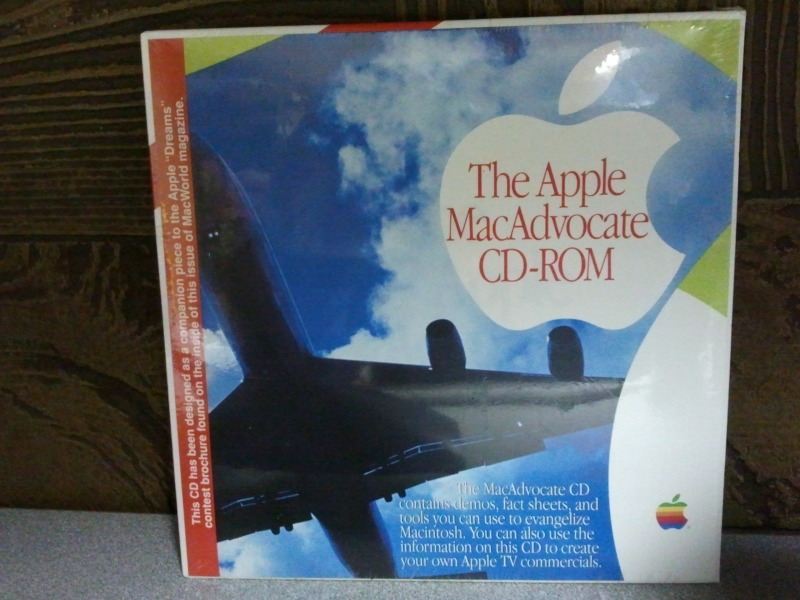 This CD has been designed as a companion piece to the Apple "Dreams"
contest brochure found on the inside of this issue of MacWorld magazine.
The Apple
MacAdvocate
CD-ROM
The MacAdvocate CD
contains demos, fact sheets, and
tools you can use to evangelize
Macintosh. You can also use the
information on this CD to create
your own Apple TV commercials.